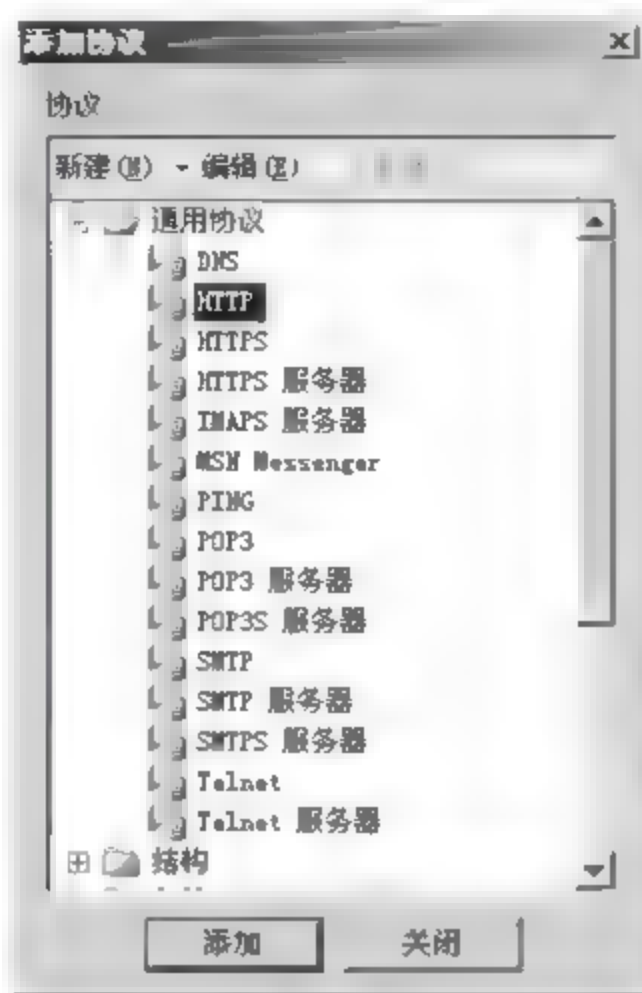 添加协议
协议
新建(N) 编辑(E)
通用协议
DNS
HTTP
HTTPS
HTTPS 服务器
IMAPS 服务器
MSN Messenger
PING
POP3
POP3 服务器
POP3S 服务器
SMTP
SMTP 服务器
SMTPS 服务器
Telnet
Telnet 服务器
结构
添加 关闭